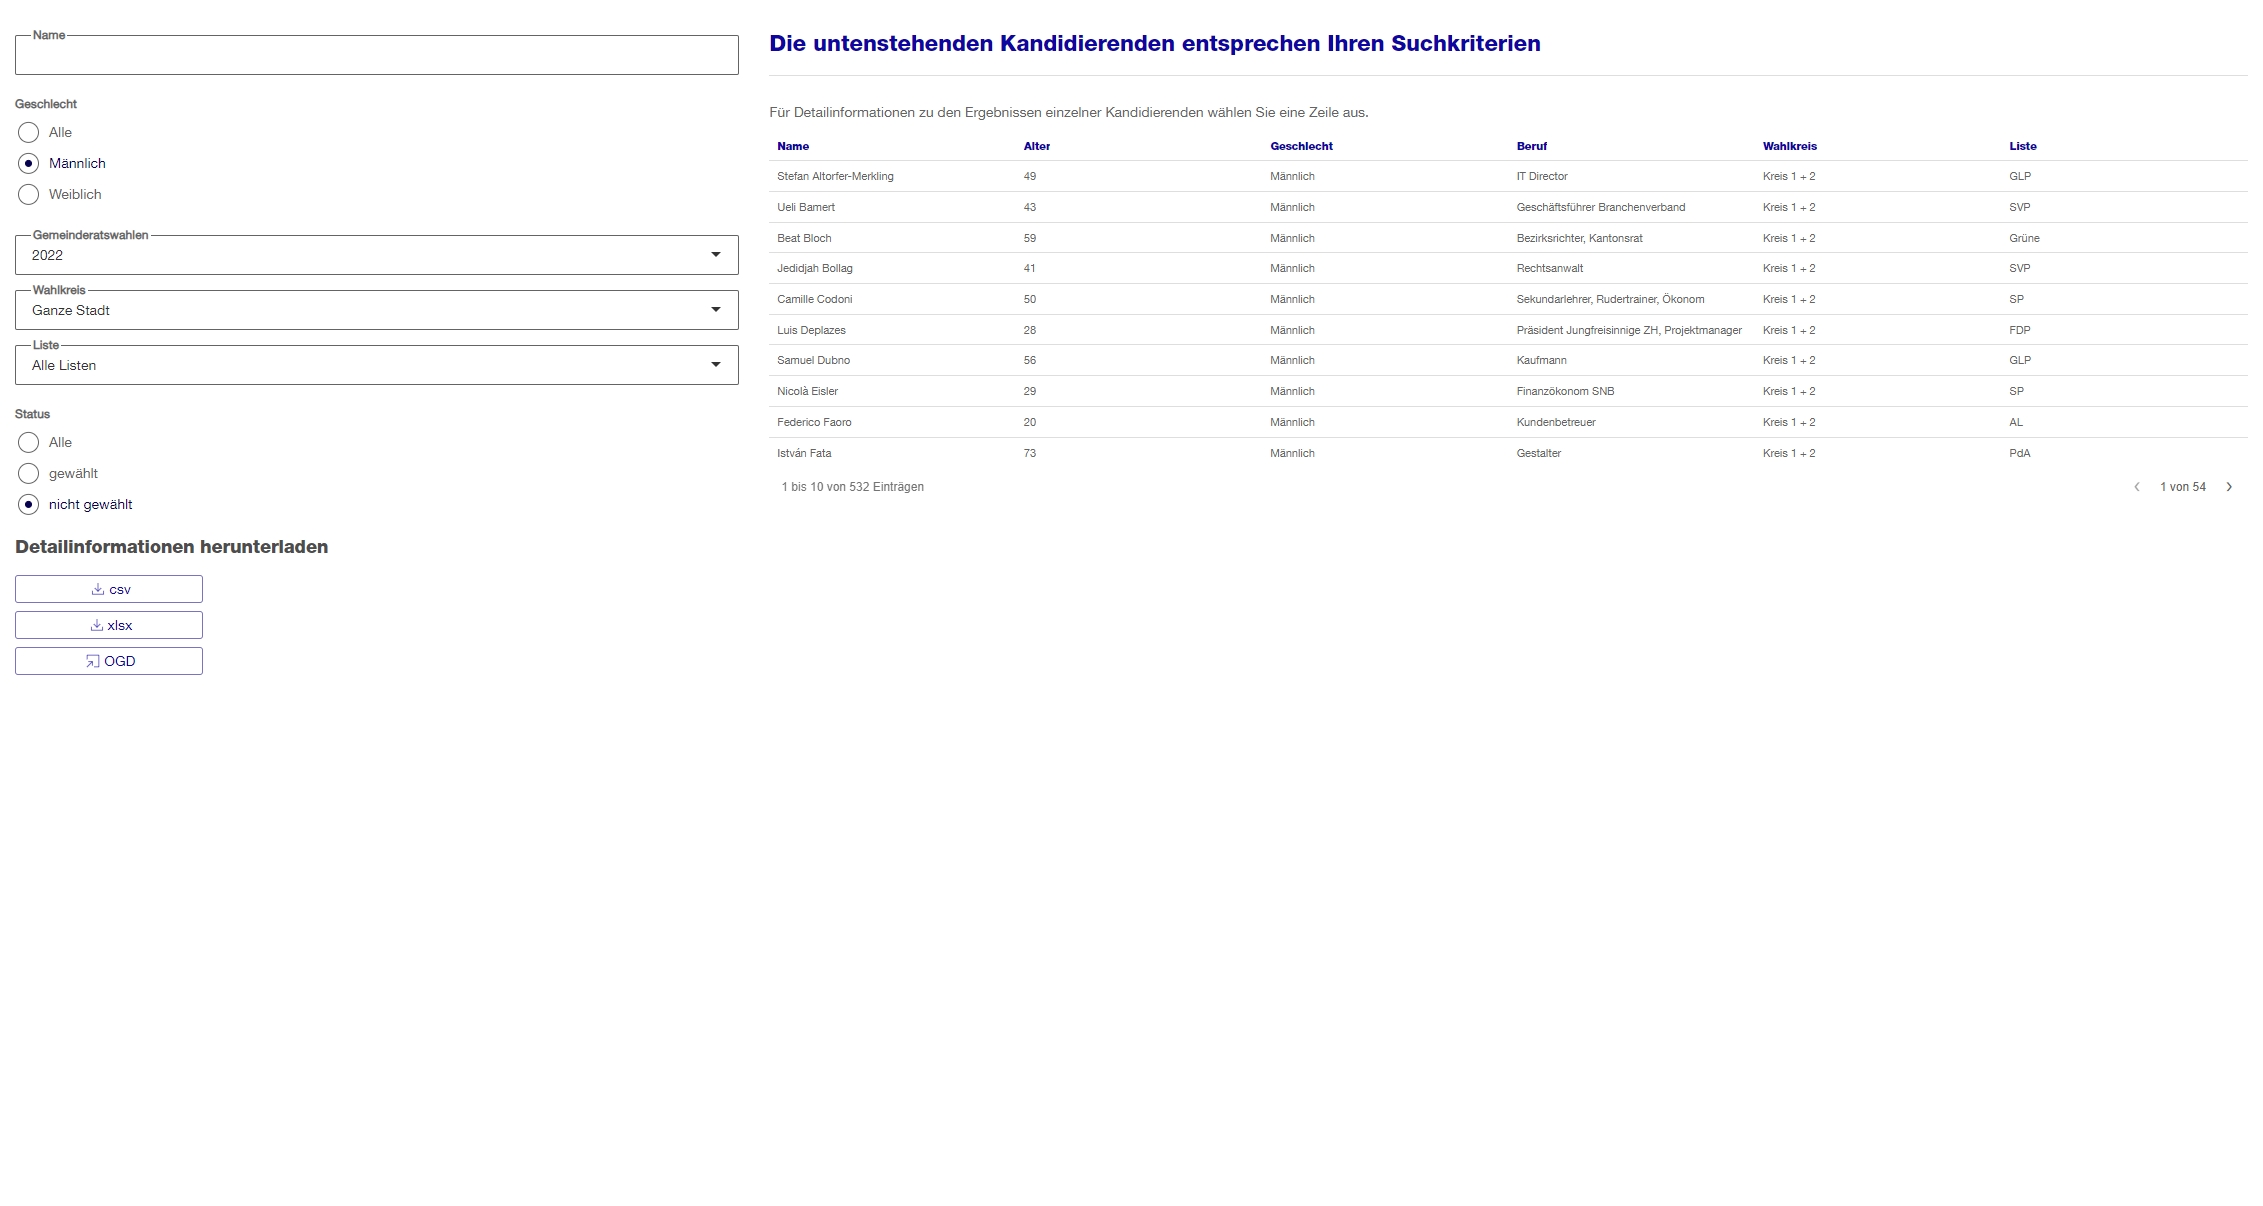 Name
Geschlecht
Alle
Männlich
Weiblich
Gemeinderatswahlen
2022
Wahlkreis
Ganze Stadt
Liste
Alle Listen
Status
Alle
gewählt
nicht gewählt
Detailinformationen herunterladen
csv
xlsx
OGD
Die untenstehenden Kandidierenden entsprechen Ihren Suchkriterien
Für Detailinformationen zu den Ergebnissen einzelner Kandidierenden wählen Sie eine Zeile aus.
Name Alter Geschlecht Beruf Wahlkreis Liste
Stefan Altorfer-Merkling 49 Männlich IT Director Kreis 1 + 2 GLP
Ueli Bamert 43 Männlich Geschäftsführer Branchenverband Kreis 1 + 2 SVP
Beat Bloch 59 Männlich Bezirksrichter, Kantonsrat Kreis 1 + 2 Grüne
Jedidjah Bollag 41 Männlich Rechtsanwalt Kreis 1 + 2 SVP
Camille Codoni 50 Männlich Sekundarlehrer, Rudertrainer, Ökonom Kreis 1 + 2 SP
Luis Deplazes 28 Männlich Präsident Jungfreisinnige ZH, Projektmanager Kreis 1 + 2 FDP
Samuel Dubno 56 Männlich Kaufmann Kreis 1 + 2 GLP
Nicolà Eisler 29 Männlich Finanzökonom SNB Kreis 1 + 2 SP
Federico Faoro 20 Männlich Kundenbetreuer Kreis 1 + 2 AL
István Fata 73 Männlich Gestalter Kreis 1 + 2 PdA
1 bis 10 von 532 Einträgen
1 von 54